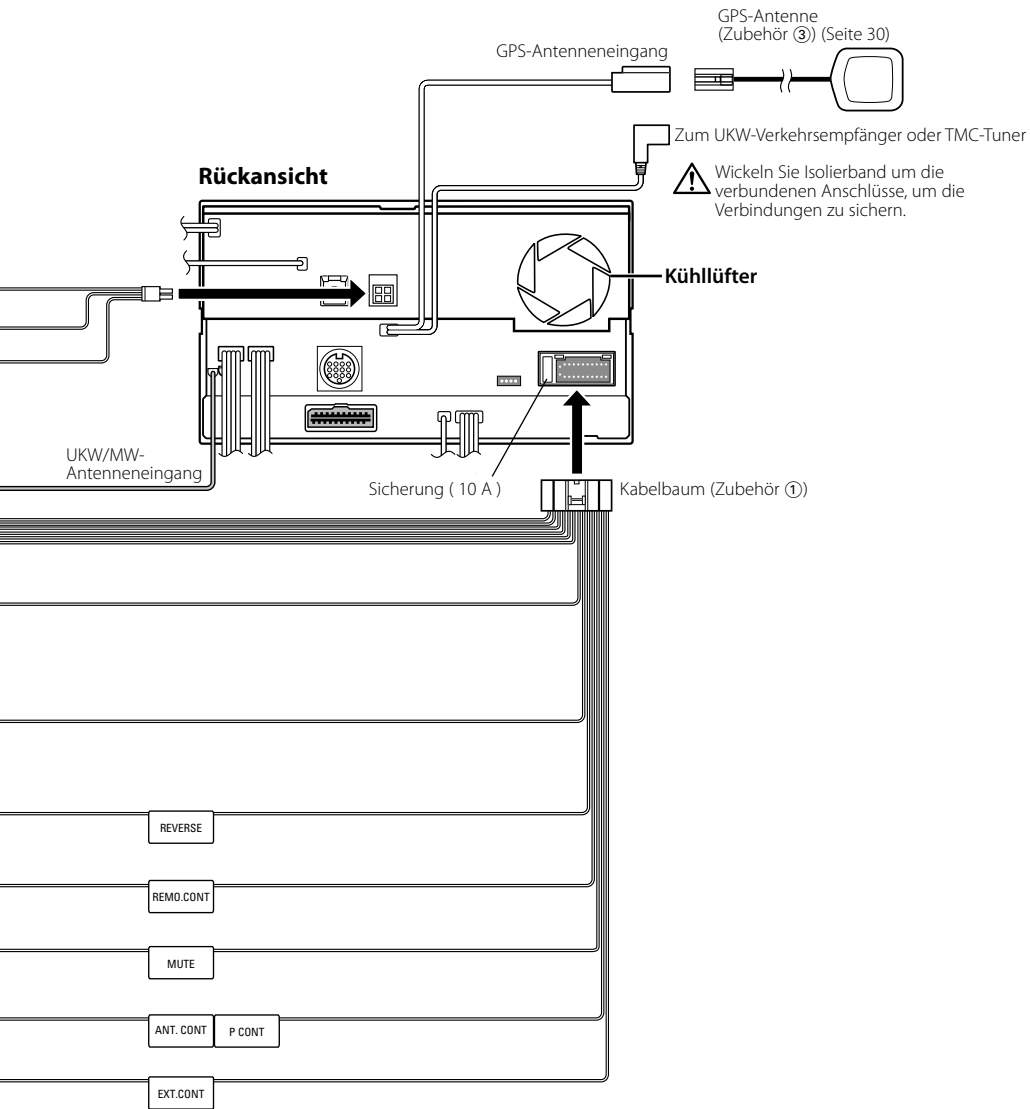 GPS-Antenne
(Zubehör ③) (Seite 30)
GPS-Antenneneingang
Zum UKW-Verkehrsempfänger oder TMC-Tuner
Rückansicht
Wickeln Sie Isolierband um die
verbundenen Anschlüsse, um die
Verbindungen zu sichern.
Kühllüfter
UKW/MW-
Antenneneingang
Sicherung ( 10 A )
Kabelbaum (Zubehör ①)
REVERSE
REMO.CONT
MUTE
ANT. CONT
P CONT
EXT.CONT